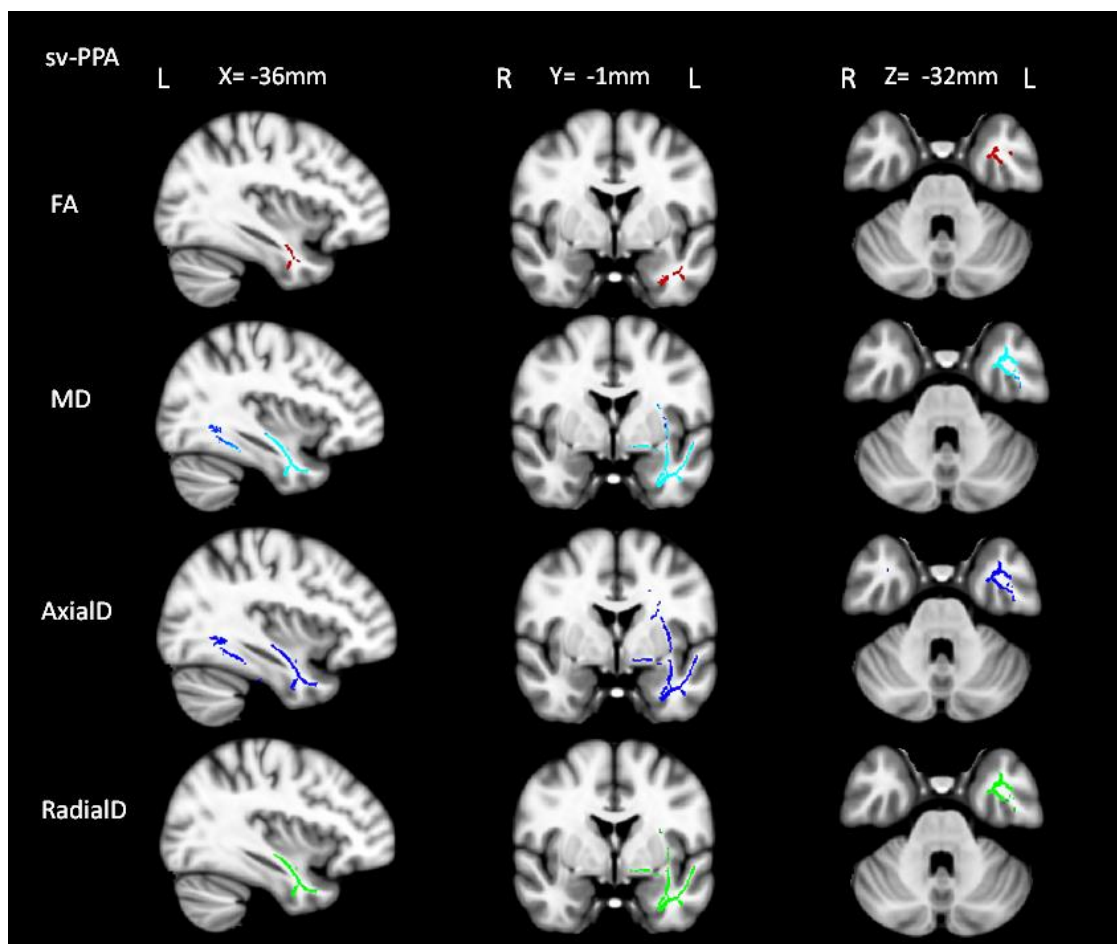 sv-PPA
L X= -36mm R Y= -1mm L R Z= -32mm L
FA
MD
AxialD
RadialD